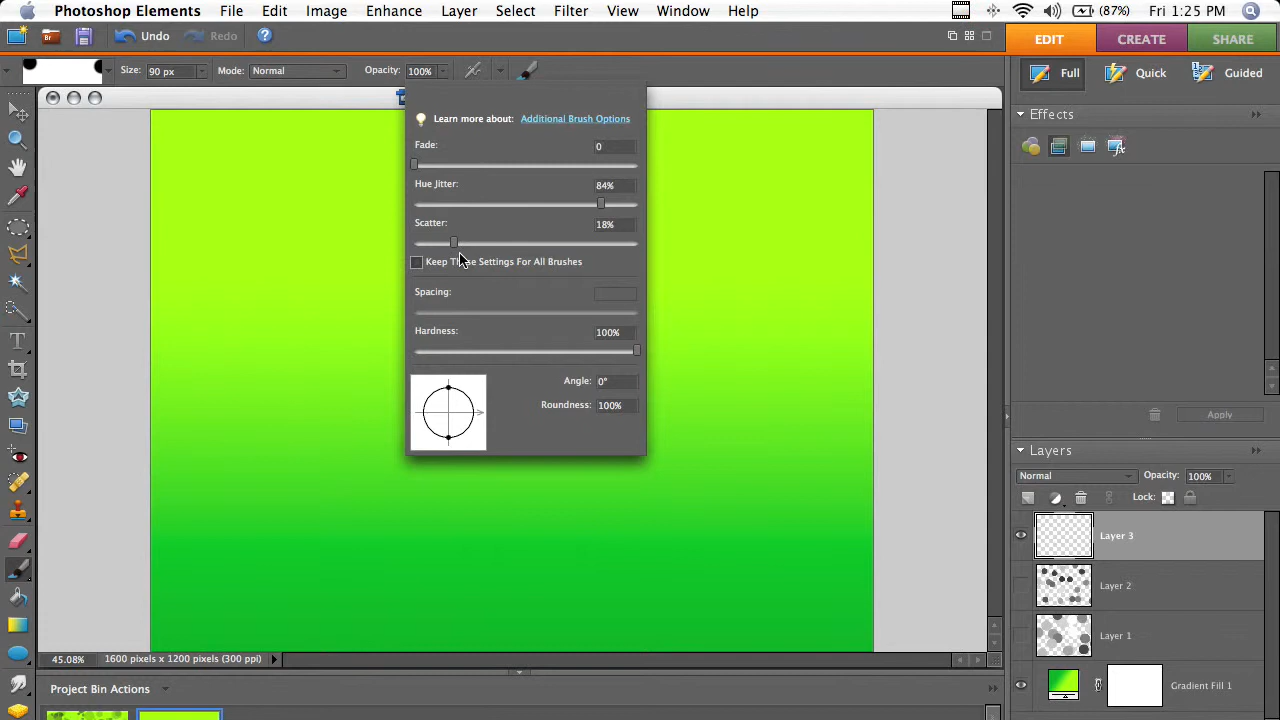 Photoshop Elements File Edit Image Enhance Layer Select Filter View Window Help (87%) Fri 1:25 PM
Br Undo Redo ? EDIT CREATE SHARE
Size: 90 px Mode: Normal Opacity: 100% Full Quick Guided
Learn more about: Additional Brush Options
Effects
Fade: 0
Hue Jitter: 84%
Scatter: 18%
Keep These Settings For All Brushes
Spacing:
Hardness: 100%
Angle: 0°
Roundness: 100%
Apply
Layers
Normal Opacity: 100%
Lock:
Layer 3
Layer 2
Layer 1
Gradient Fill 1
45.08% 1600 pixels x 1200 pixels (300 ppi)
Project Bin Actions